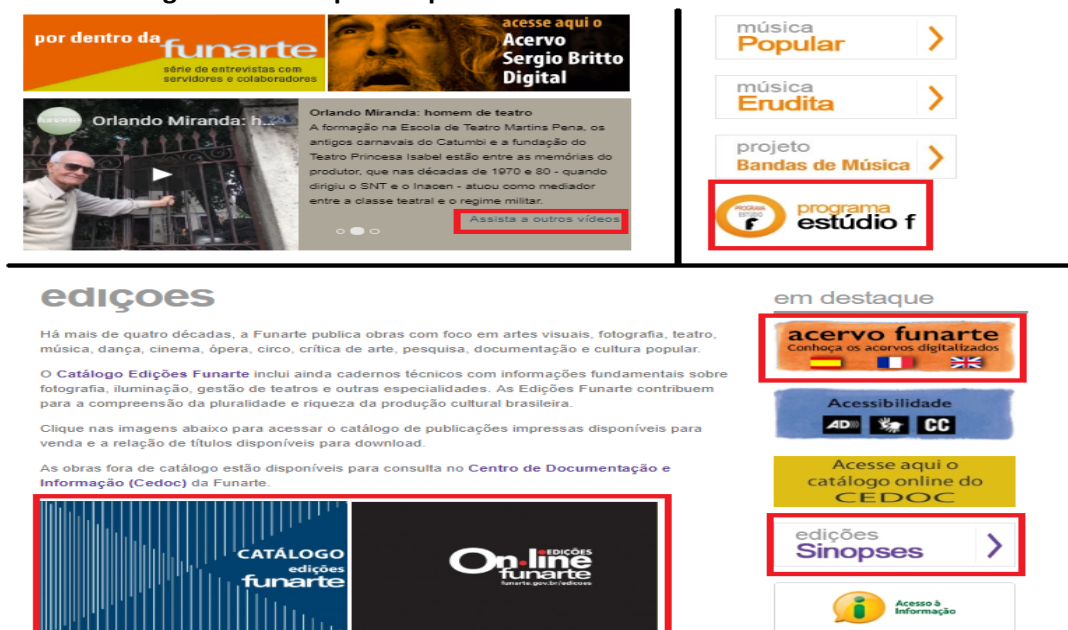 por dentro da
funarte
série de entrevistas com
servidores e colaboradores
acesse aqui o
Acervo
Sergio Britto
Digital
funarte
Orlando Miranda: h...
Orlando Miranda: homem de teatro
A formação na Escola de Teatro Martins Pena, os
antigos carnavais do Catumbi e a fundação do
Teatro Princesa Isabel estão entre as memórias do
produtor, que nas décadas de 1970 e 80 - quando
dirigiu o SNT e o Inacen - atuou como mediador
entre a classe teatral e o regime militar.
Assista a outros vídeos
música
Popular
música
Erudita
projeto
Bandas de Música
PROGRAMA
ESTÚDIO
f
programa
estúdio f
edições
Há mais de quatro décadas, a Funarte publica obras com foco em artes visuais, fotografia, teatro,
música, dança, cinema, ópera, circo, crítica de arte, pesquisa, documentação e cultura popular.
O Catálogo Edições Funarte inclui ainda cadernos técnicos com informações fundamentais sobre
fotografia, iluminação, gestão de teatros e outras especialidades. As Edições Funarte contribuem
para a compreensão da pluralidade e riqueza da produção cultural brasileira.
Clique nas imagens abaixo para acessar o catálogo de publicações impressas disponíveis para
venda e a relação de títulos disponíveis para download.
As obras fora de catálogo estão disponíveis para consulta no Centro de Documentação e
Informação (Cedoc) da Funarte.
CATÁLOGO
edições
funarte
On-line
EDICÕES
funarte
funarte.gov.br/edicoes
em destaque
acervo funarte
Conheça os acervos digitalizados
Acessibilidade
AD))) CC
Acesse aqui o
catálogo online do
CEDOC
edições
Sinopses
i
Acesso à
Informação